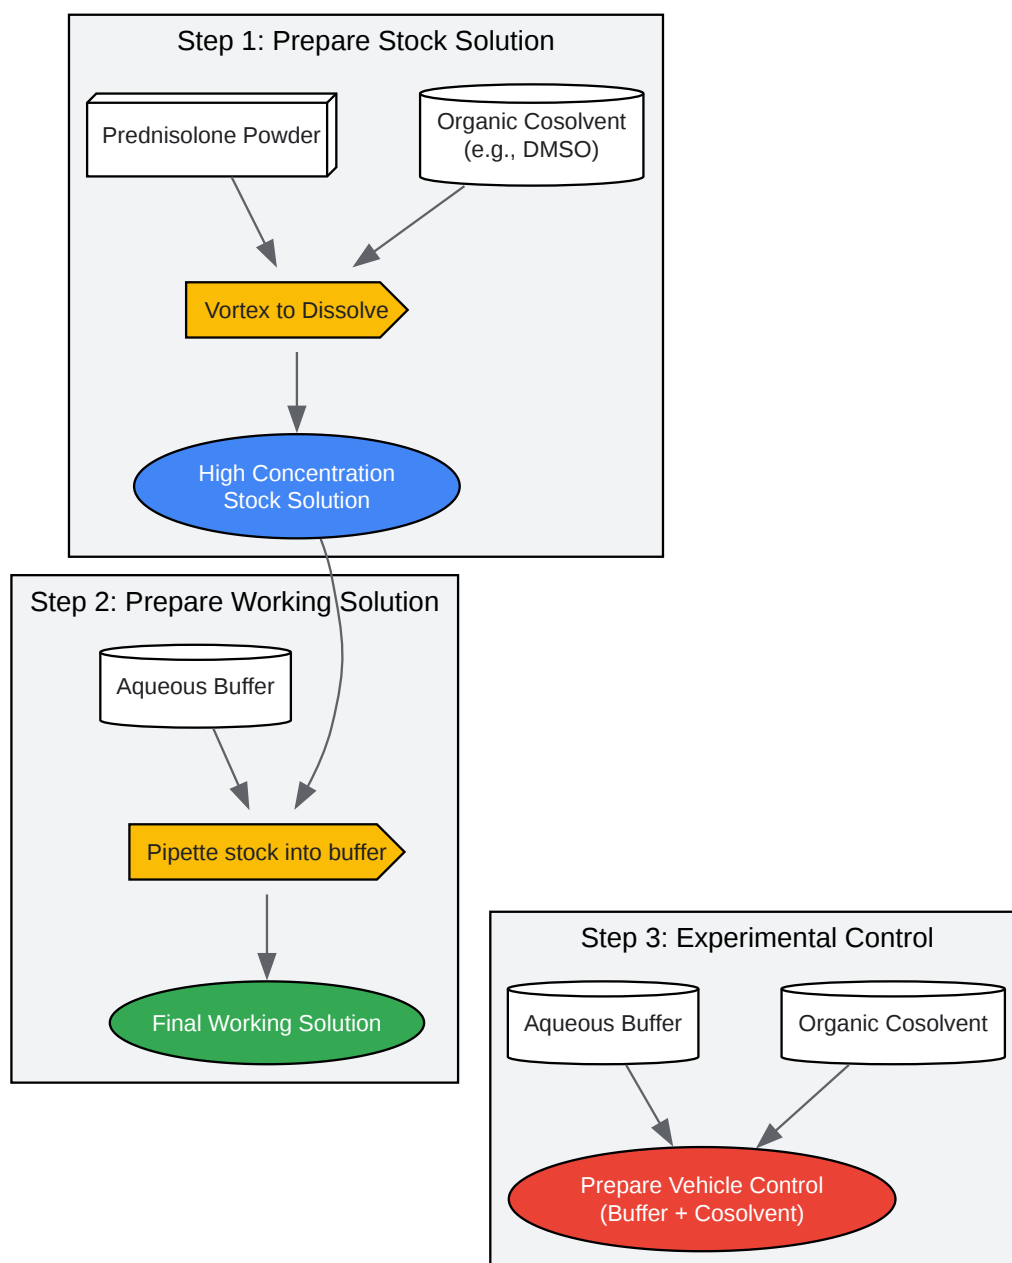 Step 1: Prepare Stock Solution
Prednisolone Powder
Organic Cosolvent
(e.g., DMSO)
Vortex to Dissolve
High Concentration
Stock Solution
Step 2: Prepare Working Solution
Aqueous Buffer
Pipette stock into buffer
Final Working Solution
Step 3: Experimental Control
Aqueous Buffer
Organic Cosolvent
Prepare Vehicle Control
(Buffer + Cosolvent)